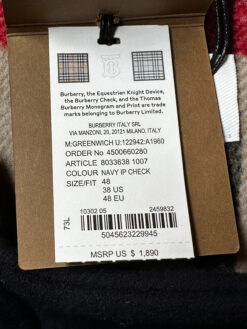 Burberry, the Equestrian Knight Device,
the Burberry Check, and the Thomas
Burberry Monogram and Print are trade
marks belonging to Burberry Limited.
BURBERRY ITALY SRL
VIA MANZONI, 20, 20121 MILANO, ITALY
M:GREENWICH U:122942:A1960
ORDER No 4500660280
ARTICLE 8033638 1007
COLOUR NAVY IP CHECK
SIZE/FIT 48
38 US
48 EU
73L
10302 05 2459832
5045623229945
MSRP US $ 1,890